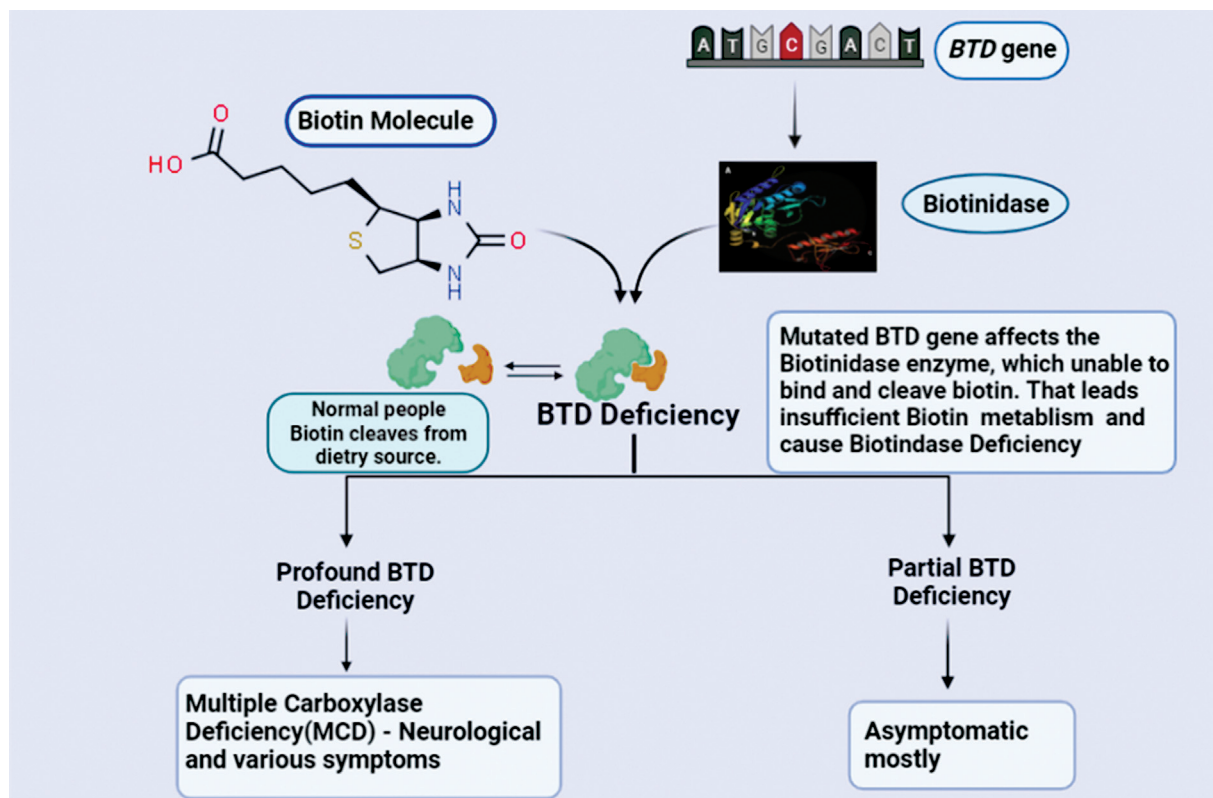 A T G C G A C T
BTD gene
Biotin Molecule
O
HO
H
N
S
O
N
H
A
Biotinidase
Mutated BTD gene affects the
Biotinidase enzyme, which unable to
bind and cleave biotin. That leads
insufficient Biotin metablism and
cause Biotindase Deficiency
Normal people
Biotin cleaves from
dietry source.
BTD Deficiency
Profound BTD
Deficiency
Partial BTD
Deficiency
Multiple Carboxylase
Deficiency(MCD) - Neurological
and various symptoms
Asymptomatic
mostly